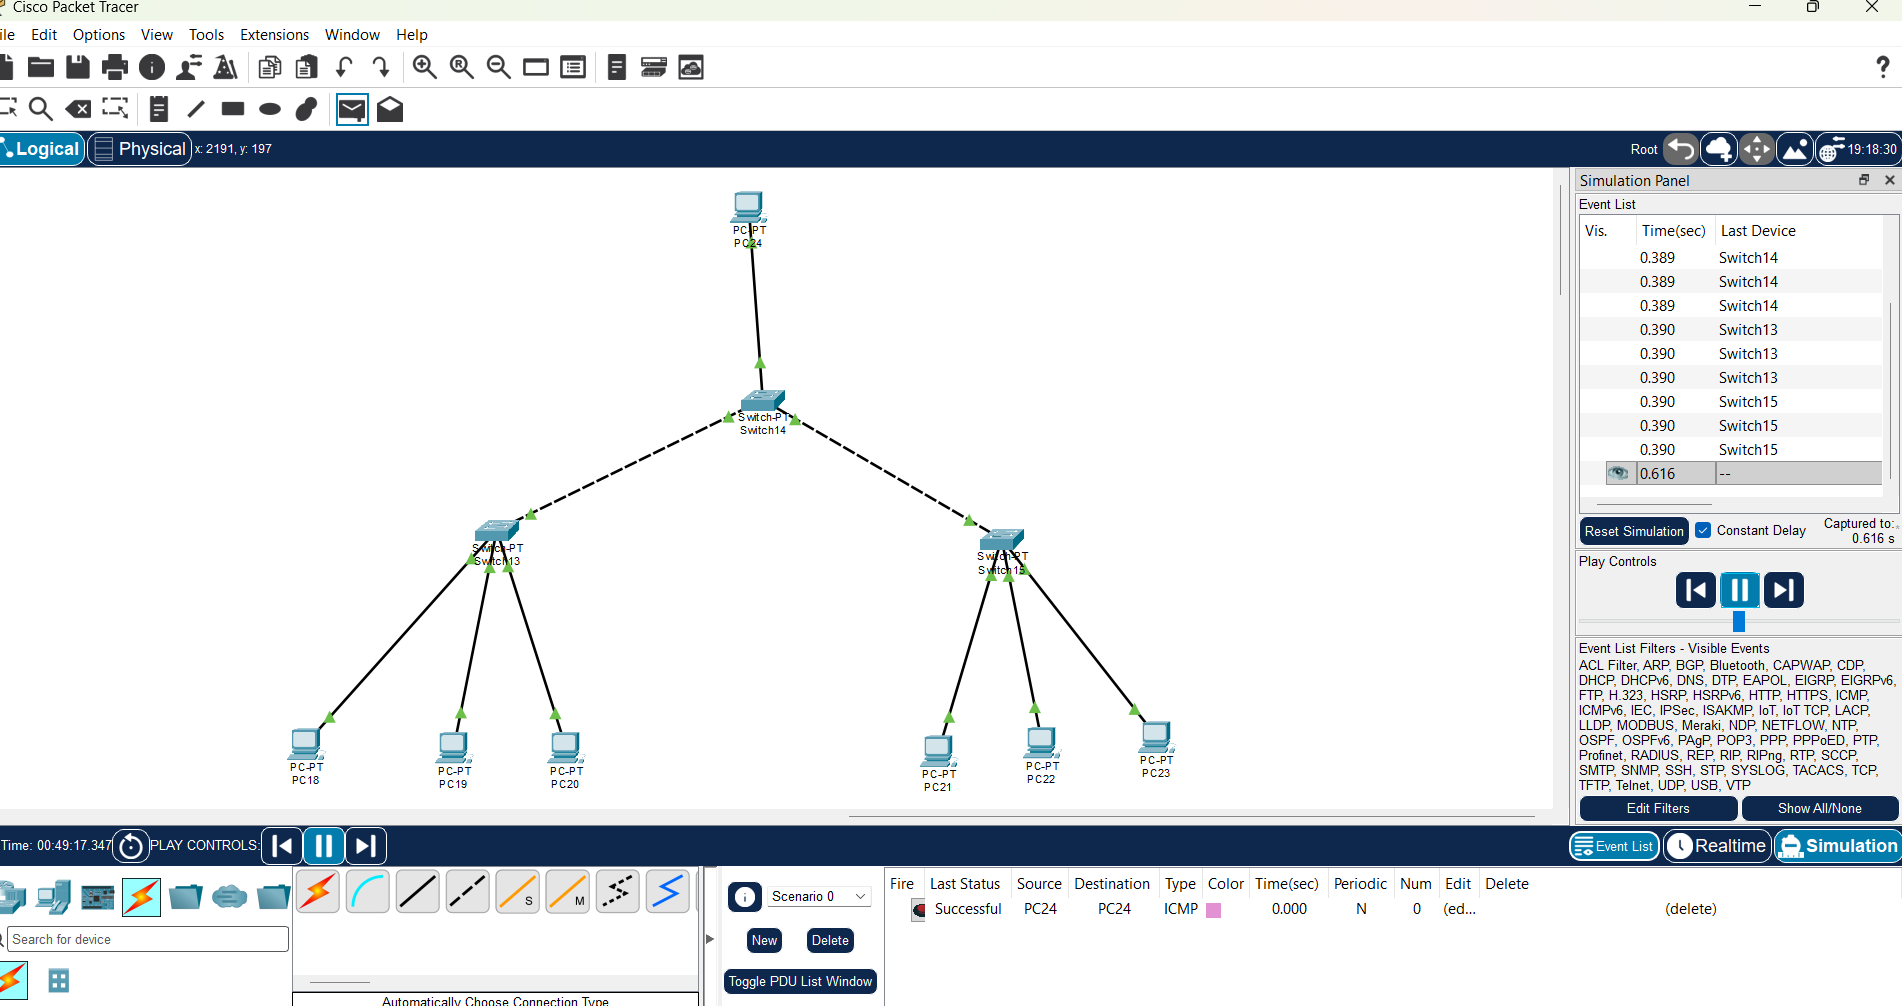 Cisco Packet Tracer
ile Edit Options View Tools Extensions Window Help
Logical Physical x: 2191, y: 197 Root 19:18:30
Simulation Panel
Event List
Vis. Time(sec) Last Device
0.389 Switch14
0.389 Switch14
0.389 Switch14
0.390 Switch13
0.390 Switch13
0.390 Switch13
0.390 Switch15
0.390 Switch15
0.390 Switch15
0.616 --
Reset Simulation Constant Delay Captured to:
0.616 s
Play Controls
Event List Filters - Visible Events
ACL Filter, ARP, BGP, Bluetooth, CAPWAP, CDP,
DHCP, DHCPv6, DNS, DTP, EAPOL, EIGRP, EIGRPv6,
FTP, H.323, HSRP, HSRPv6, HTTP, HTTPS, ICMP,
ICMPv6, IEC, IPSec, ISAKMP, IoT, IoT TCP, LACP,
LLDP, MODBUS, Meraki, NDP, NETFLOW, NTP,
OSPF, OSPFv6, PAgP, POP3, PPP, PPPoED, PTP,
Profinet, RADIUS, REP, RIP, RIPng, RTP, SCCP,
SMTP, SNMP, SSH, STP, SYSLOG, TACACS, TCP,
TFTP, Telnet, UDP, USB, VTP
Edit Filters Show All/None
PC-PT
PC24
Switch-PT
Switch14
Switch-PT
Switch13
Switch-PT
Switch15
PC-PT
PC18
PC-PT
PC19
PC-PT
PC20
PC-PT
PC21
PC-PT
PC22
PC-PT
PC23
Time: 00:49:17.347 PLAY CONTROLS: Event List Realtime Simulation
S M
Search for device
Automatically Choose Connection Type
Scenario 0
New Delete
Toggle PDU List Window
Fire Last Status Source Destination Type Color Time(sec) Periodic Num Edit Delete
Successful PC24 PC24 ICMP 0.000 N 0 (ed... (delete)